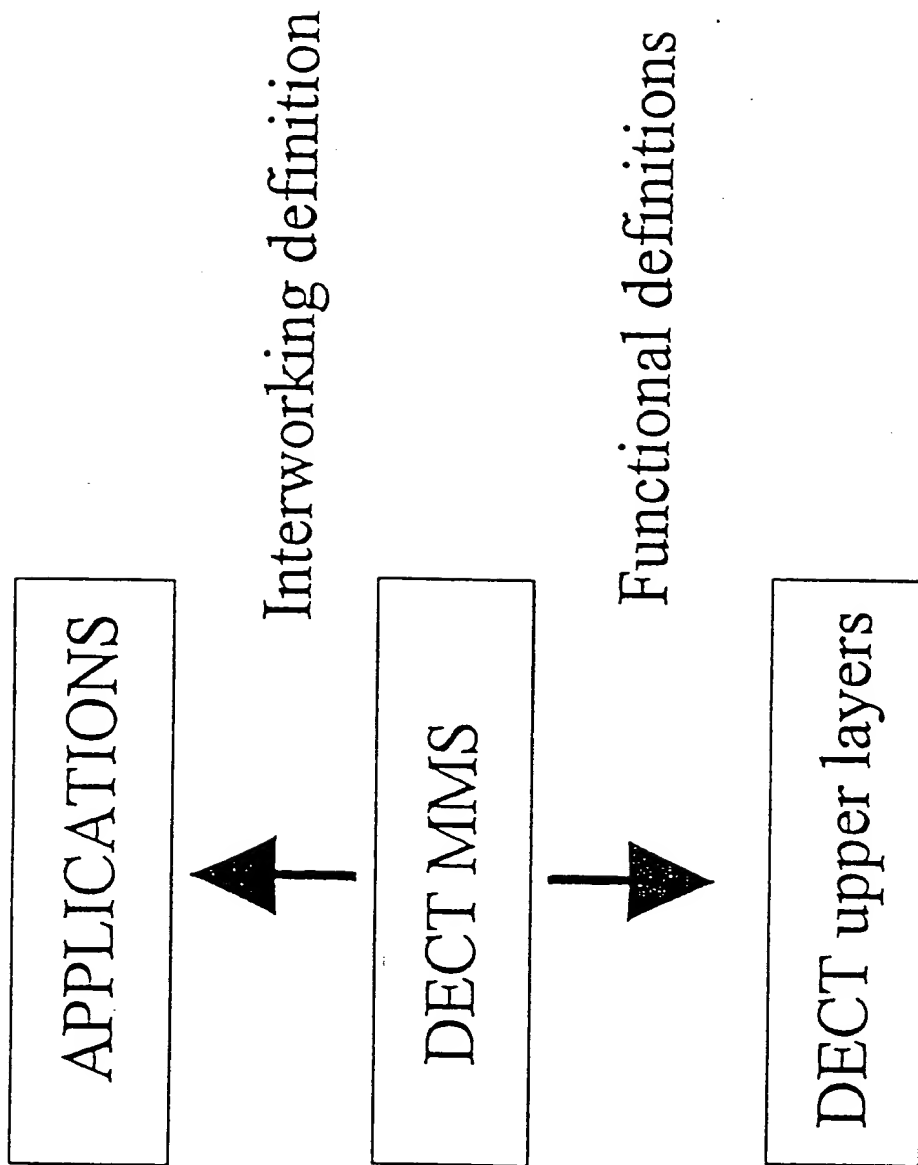 APPLICATIONS
Interworking definition
DECT MMS
Functional definitions
DECT upper layers